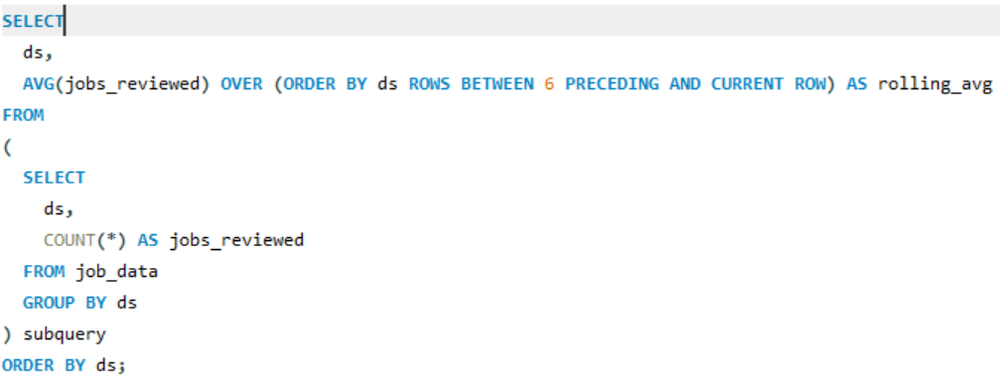 SELECT
ds,
AVG(jobs_reviewed) OVER (ORDER BY ds ROWS BETWEEN 6 PRECEDING AND CURRENT ROW) AS rolling_avg
FROM
(
SELECT
ds,
COUNT(*) AS jobs_reviewed
FROM job_data
GROUP BY ds
) subquery
ORDER BY ds;